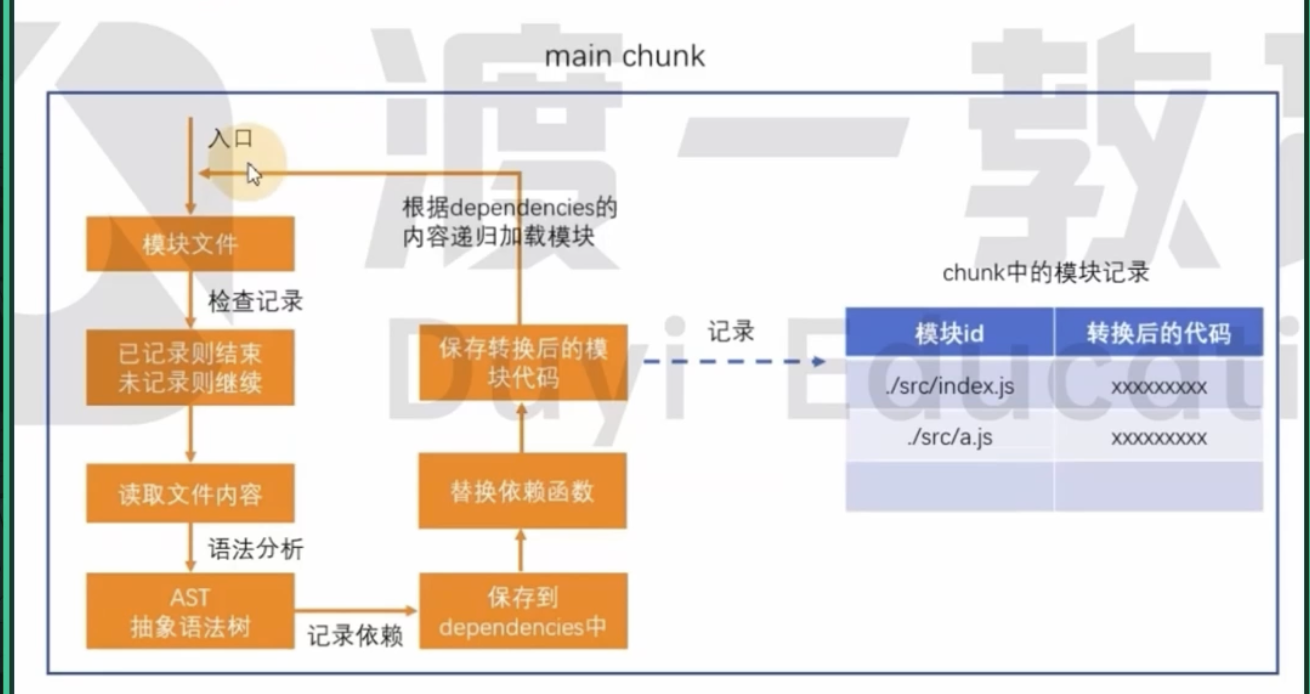 main chunk
入口
根据dependencies的
内容递归加载模块
模块文件
检查记录
已记录则结束
未记录则继续
读取文件内容
语法分析
AST
抽象语法树
记录依赖
保存到
dependencies中
替换依赖函数
保存转换后的模
块代码
记录
chunk中的模块记录
模块id 转换后的代码
./src/index.js xxxxxxxxx
./src/a.js xxxxxxxxx
渡一教
Duyi Educati